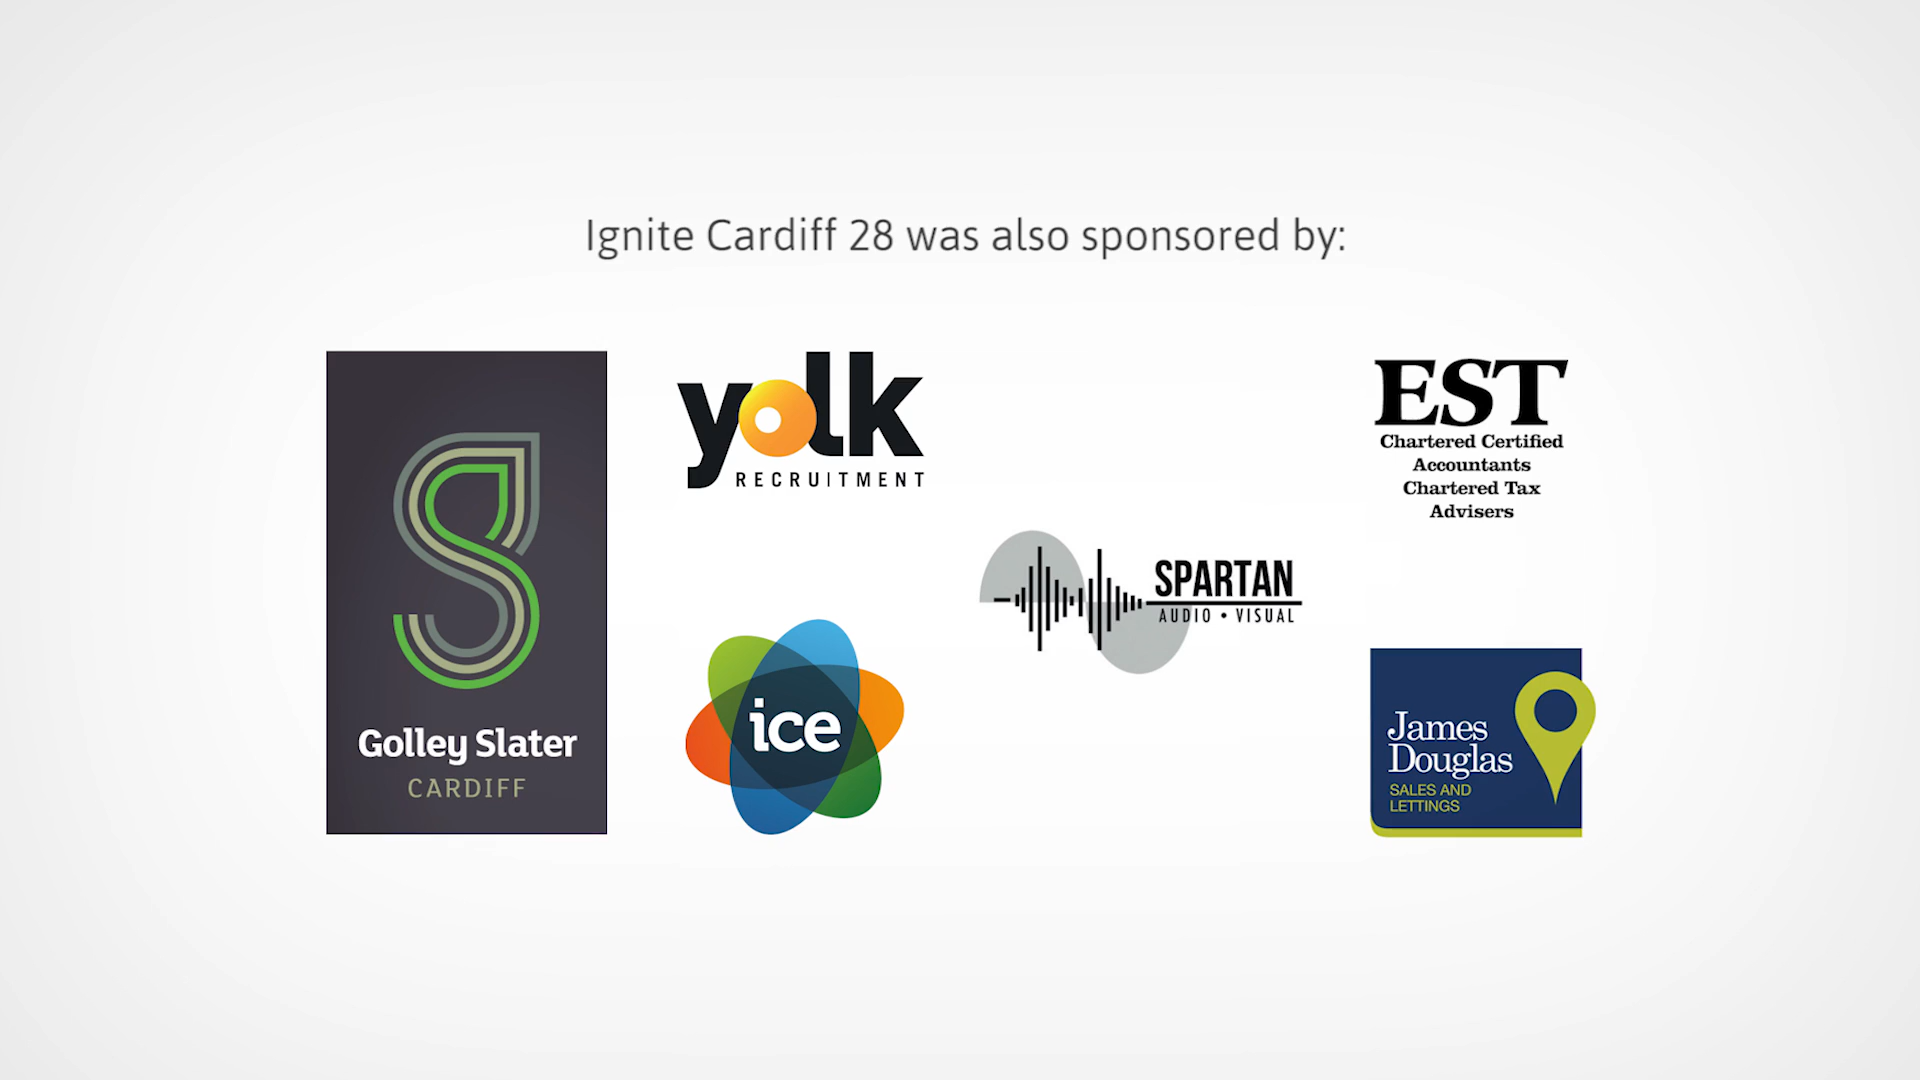 Ignite Cardiff 28 was also sponsored by:
Golley Slater
CARDIFF
yolk
RECRUITMENT
ice
SPARTAN
AUDIO • VISUAL
EST
Chartered Certified
Accountants
Chartered Tax
Advisers
James
Douglas
SALES AND
LETTINGS